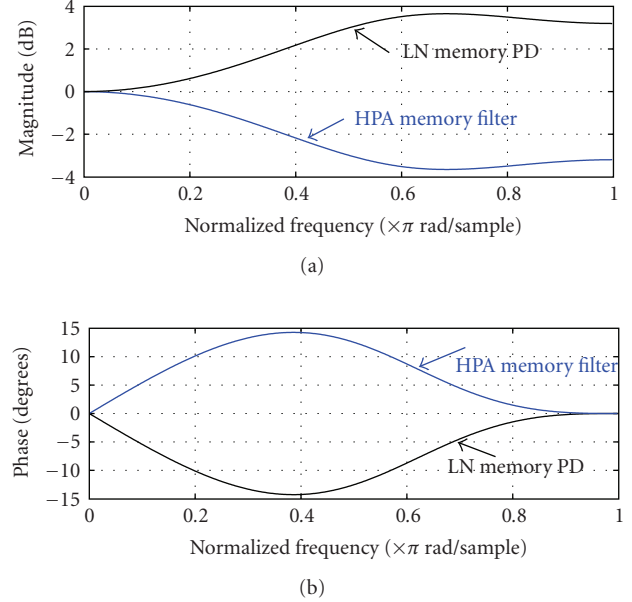 4
2
0
−2
−4
Magnitude (dB)
LN memory PD
HPA memory filter
0 0.2 0.4 0.6 0.8 1
Normalized frequency (×π rad/sample)
(a)
15
10
5
0
−5
−10
−15
Phase (degrees)
HPA memory filter
LN memory PD
0 0.2 0.4 0.6 0.8 1
Normalized frequency (×π rad/sample)
(b)